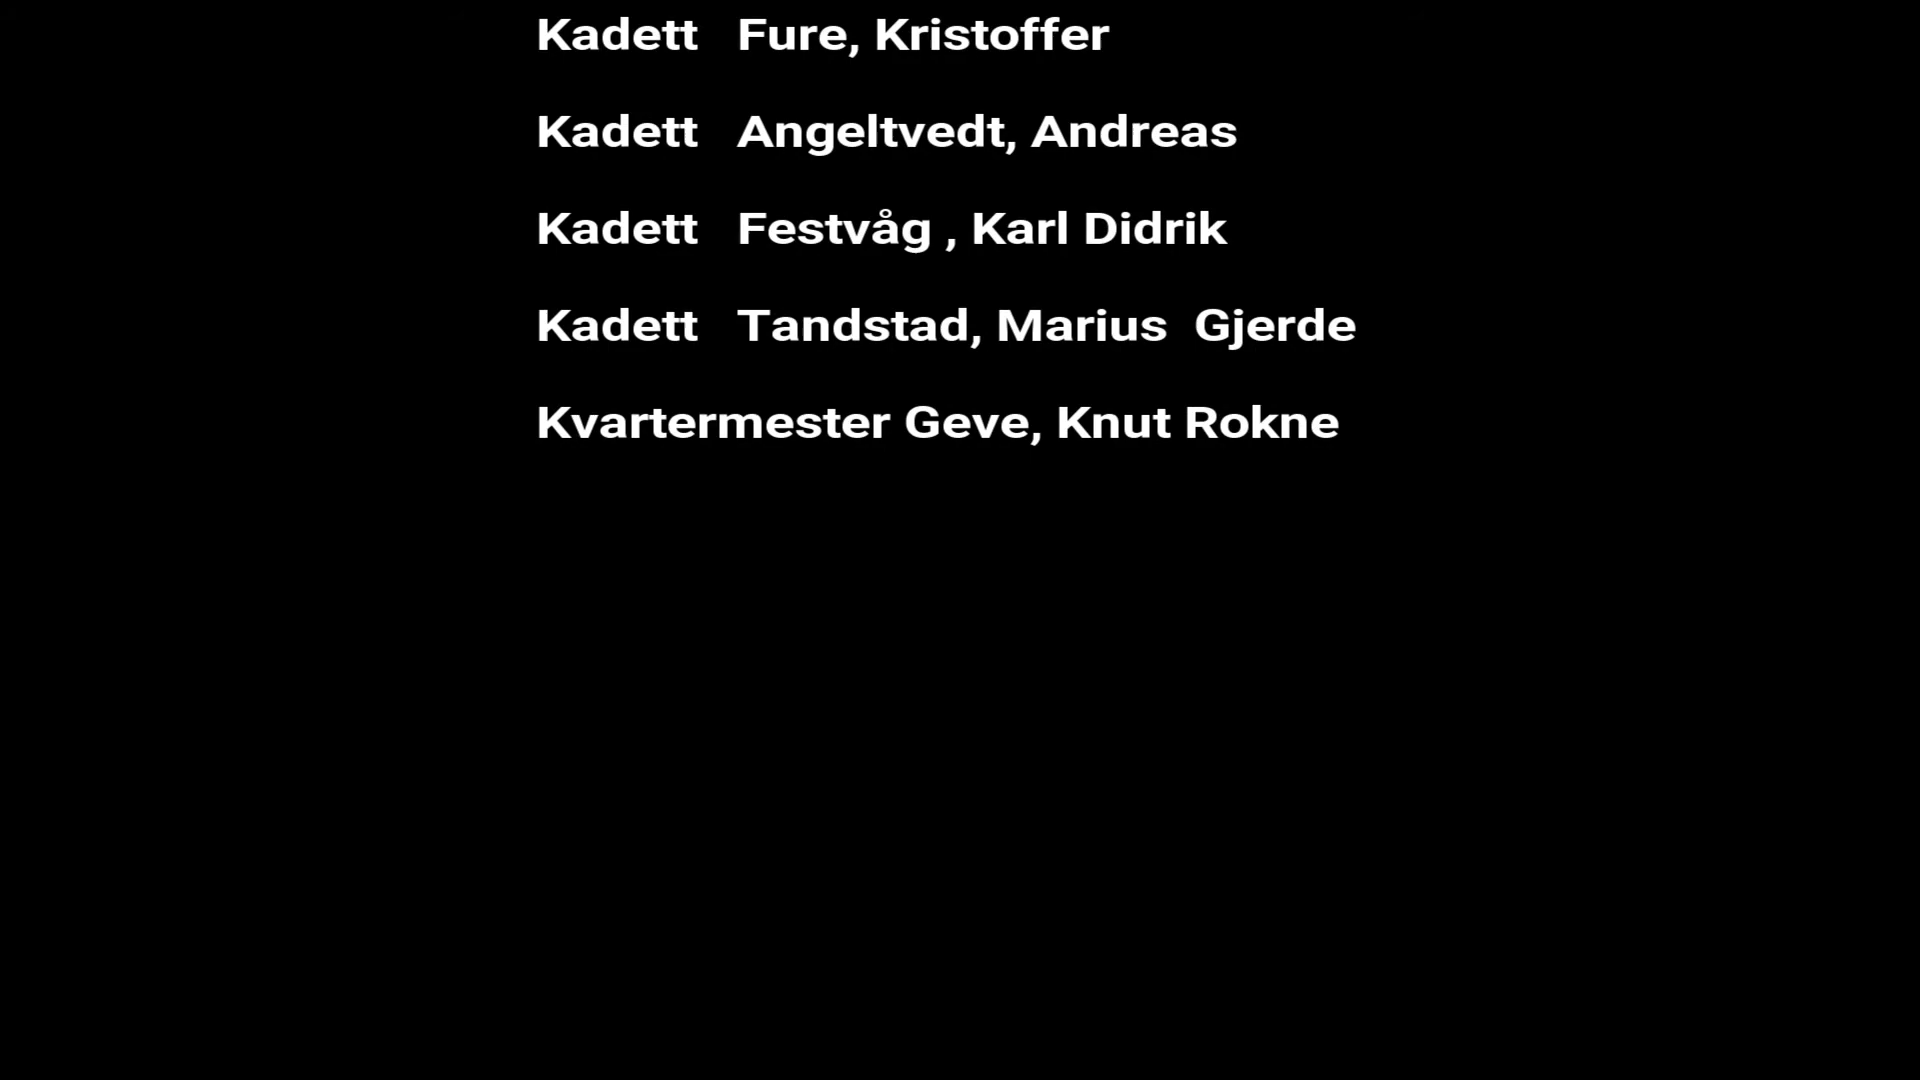 Kadett   Fure, Kristoffer
Kadett   Angeltvedt, Andreas
Kadett   Festvåg , Karl Didrik
Kadett   Tandstad, Marius  Gjerde
Kvartermester Geve, Knut Rokne